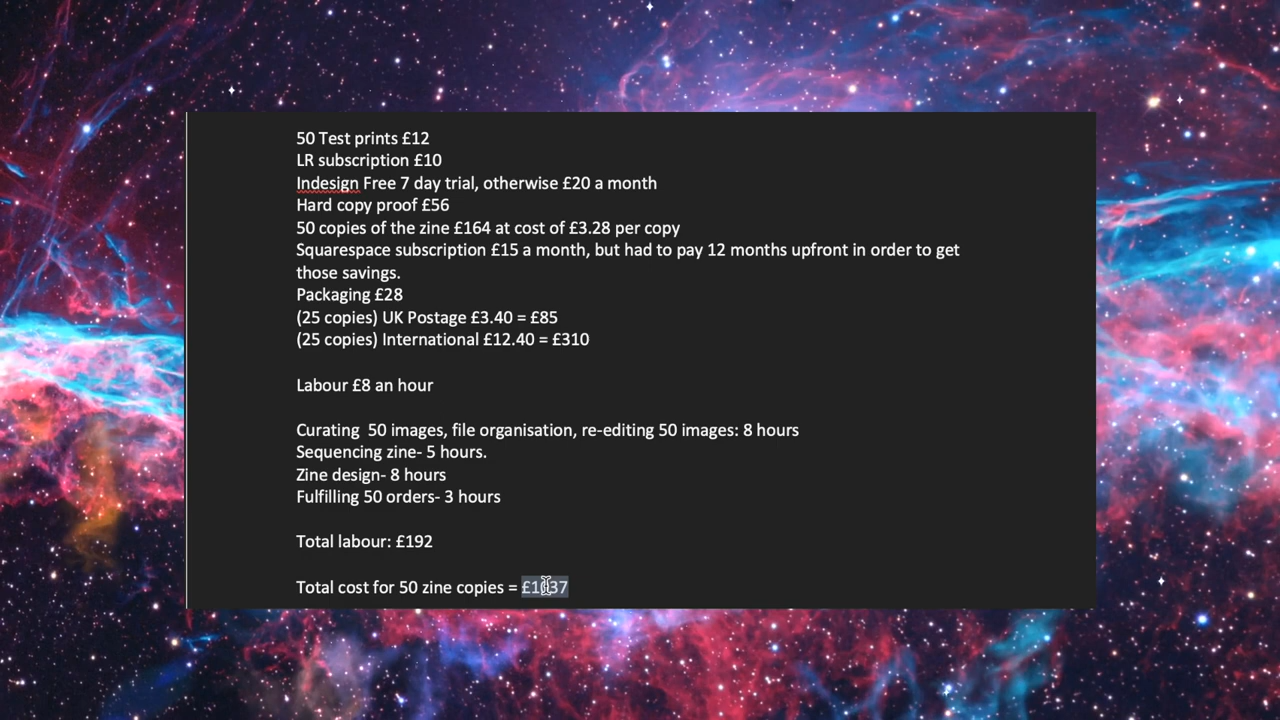 50 Test prints £12
LR subscription £10
Indesign Free 7 day trial, otherwise £20 a month
Hard copy proof £56
50 copies of the zine £164 at cost of £3.28 per copy
Squarespace subscription £15 a month, but had to pay 12 months upfront in order to get
those savings.
Packaging £28
(25 copies) UK Postage £3.40 = £85
(25 copies) International £12.40 = £310
Labour £8 an hour
Curating  50 images, file organisation, re-editing 50 images: 8 hours
Sequencing zine- 5 hours.
Zine design- 8 hours
Fulfilling 50 orders- 3 hours
Total labour: £192
Total cost for 50 zine copies = £1037